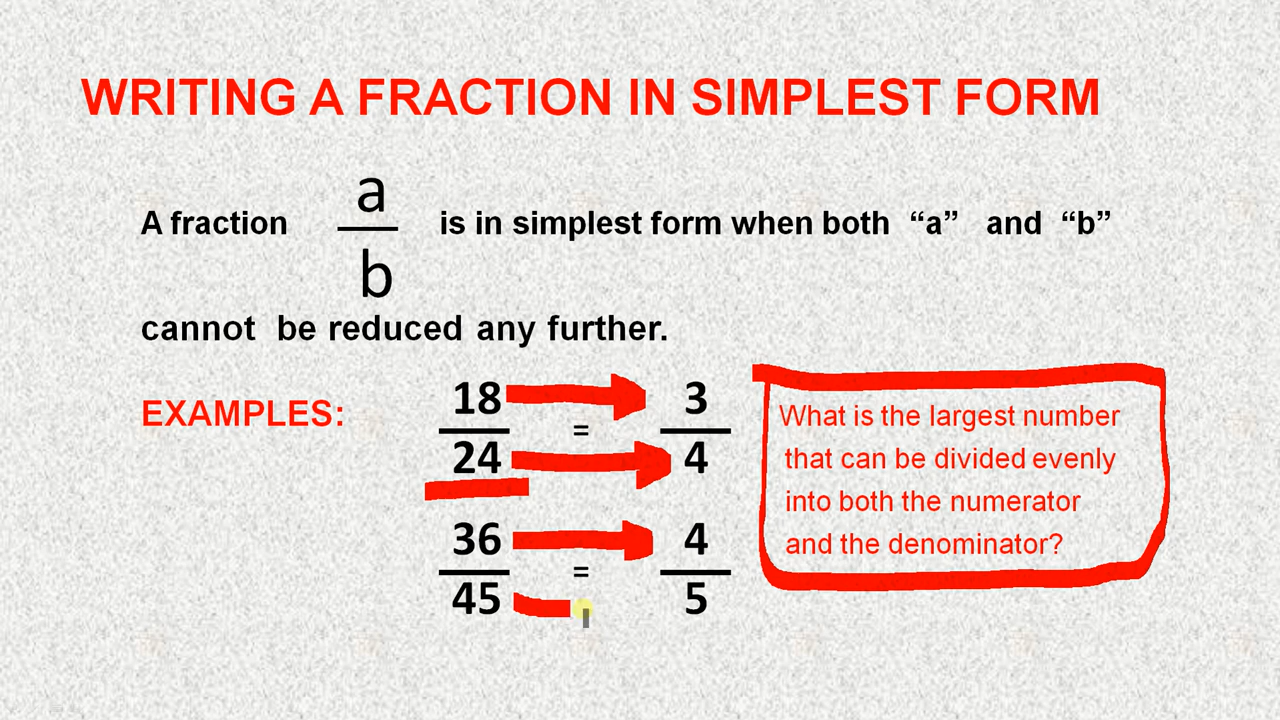 WRITING A FRACTION IN SIMPLEST FORM
a
A fraction is in simplest form when both “a” and “b”
b
cannot be reduced any further.
EXAMPLES:
18 3
=
24 4
36 4
=
45 5
What is the largest number
that can be divided evenly
into both the numerator
and the denominator?